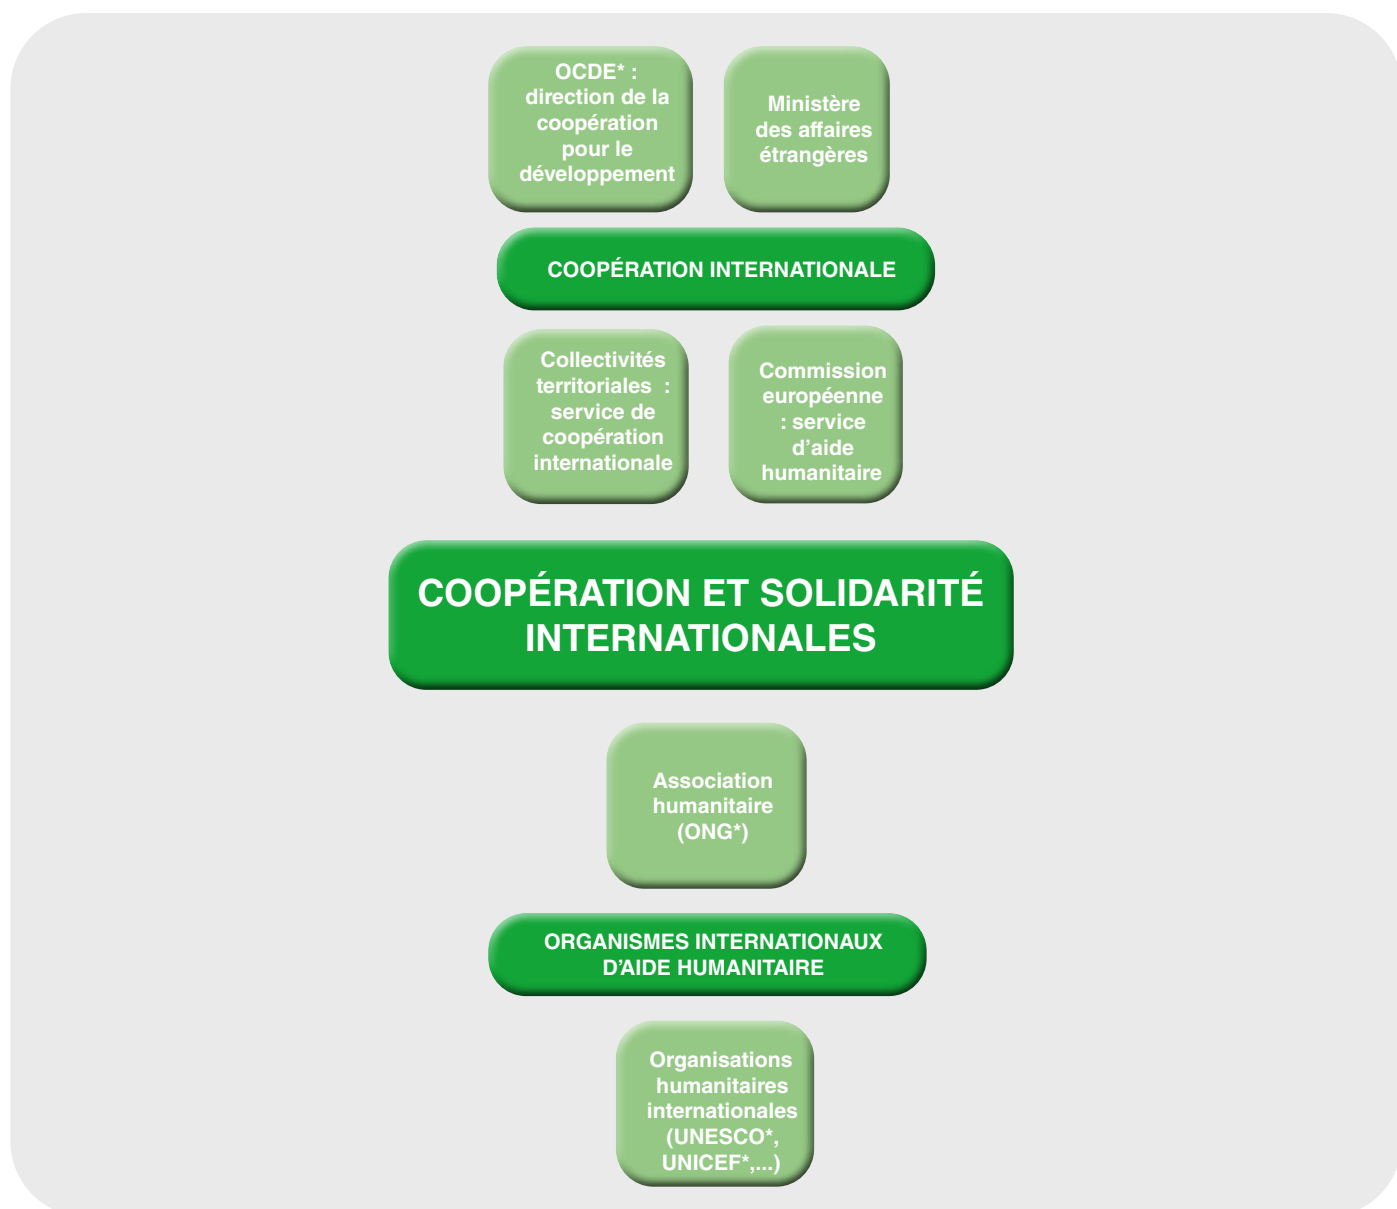 OCDE* :
direction de la
coopération
pour le
développement
Ministère
des affaires
étrangères
COOPÉRATION INTERNATIONALE
Collectivités
territoriales  :
service de
coopération
internationale
Commission
européenne
: service
d’aide
humanitaire
COOPÉRATION ET SOLIDARITÉ
INTERNATIONALES
Association
humanitaire
(ONG*)
ORGANISMES INTERNATIONAUX
D’AIDE HUMANITAIRE
Organisations
humanitaires
internationales
(UNESCO*,
UNICEF*,...)